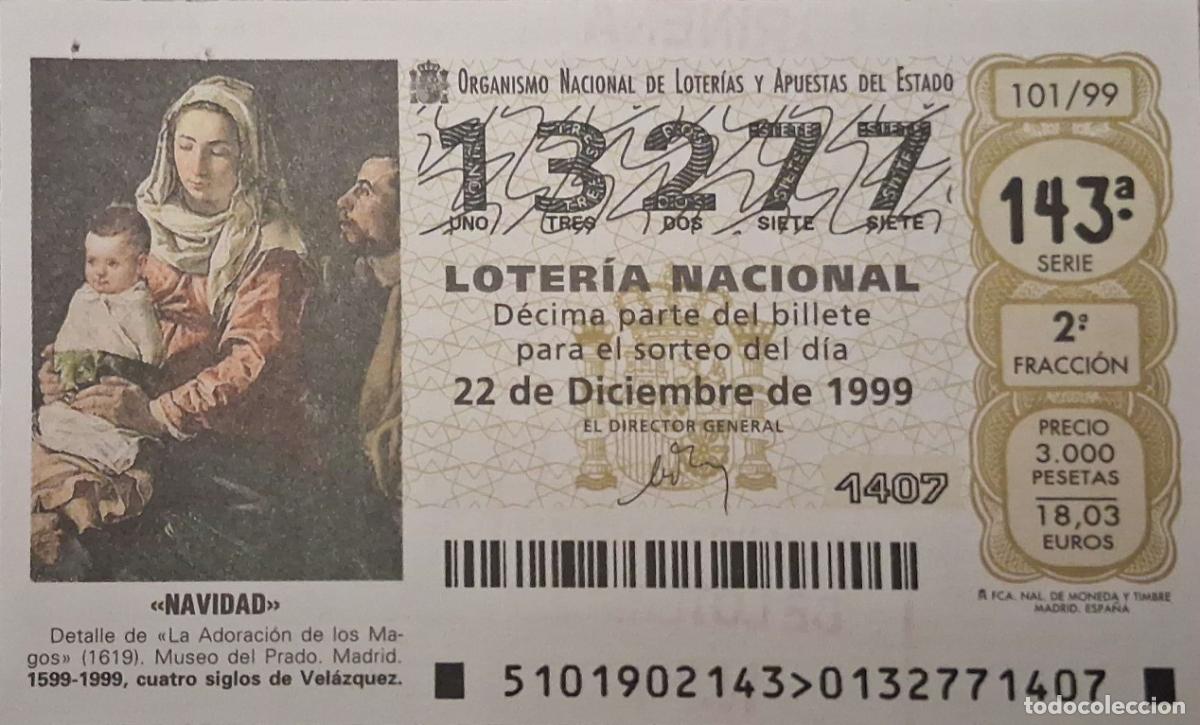 ORGANISMO NACIONAL DE LOTERÍAS Y APUESTAS DEL ESTADO
13277
UNO TRES DOS SIETE SIETE
LOTERÍA NACIONAL
Décima parte del billete
para el sorteo del día
22 de Diciembre de 1999
EL DIRECTOR GENERAL
1407
101/99
143ª
SERIE
2ª
FRACCIÓN
PRECIO
3.000
PESETAS
18,03
EUROS
FCA. NAL. DE MONEDA Y TIMBRE
MADRID. ESPAÑA
«NAVIDAD»
Detalle de «La Adoración de los Ma-
gos» (1619). Museo del Prado. Madrid.
1599-1999, cuatro siglos de Velázquez.
5101902143>0132771407
todocoleccion